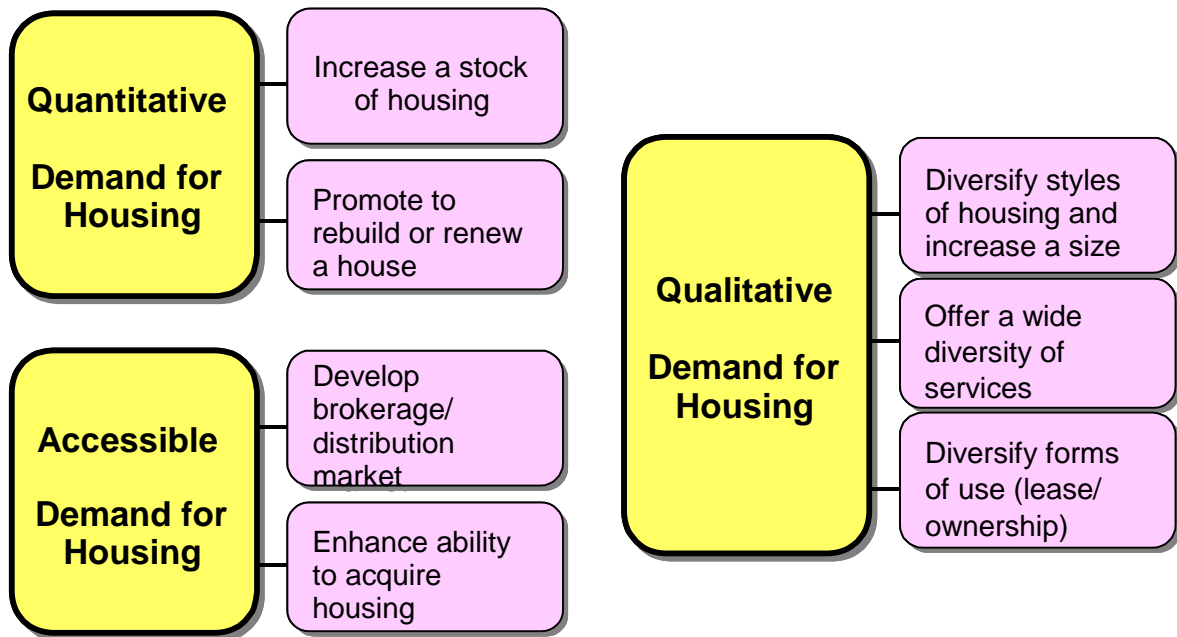 Quantitative
Demand for
Housing
Increase a stock
of housing
Promote to
rebuild or renew
a house
Accessible
Demand for
Housing
Develop
brokerage/
distribution
market
Enhance ability
to acquire
housing
Qualitative
Demand for
Housing
Diversify styles
of housing and
increase a size
Offer a wide
diversity of
services
Diversify forms
of use (lease/
ownership)